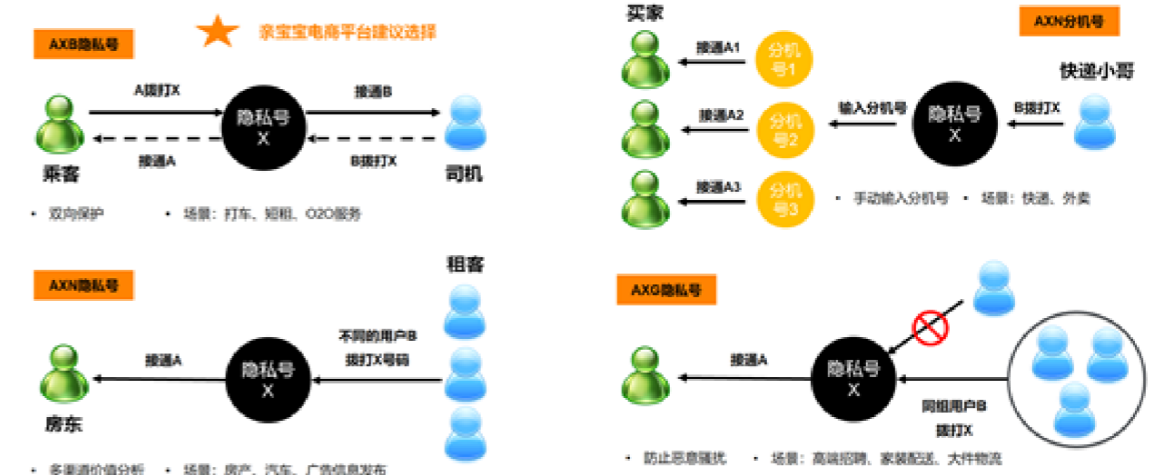 AXB隐私号
亲宝宝电商平台建议选择
A拨打X
接通B
隐私号
X
接通A
B拨打X
乘客
司机
• 双向保护
• 场景：打车、短租、O2O服务
买家
AXN分机号
快递小哥
接通A1
分机
号1
接通A2
分机
号2
输入分机号
隐私号
X
B拨打X
接通A3
分机
号3
• 手动输入分机号
• 场景：快递、外卖
AXN隐私号
租客
不同的用户B
拨打X号码
接通A
隐私号
X
房东
• 多渠道价值分析
• 场景：房产、汽车、广告信息发布
AXG隐私号
接通A
隐私号
X
同组用户B
拨打X
• 防止恶意骚扰
• 场景：高端招聘、家装配送、大件物流